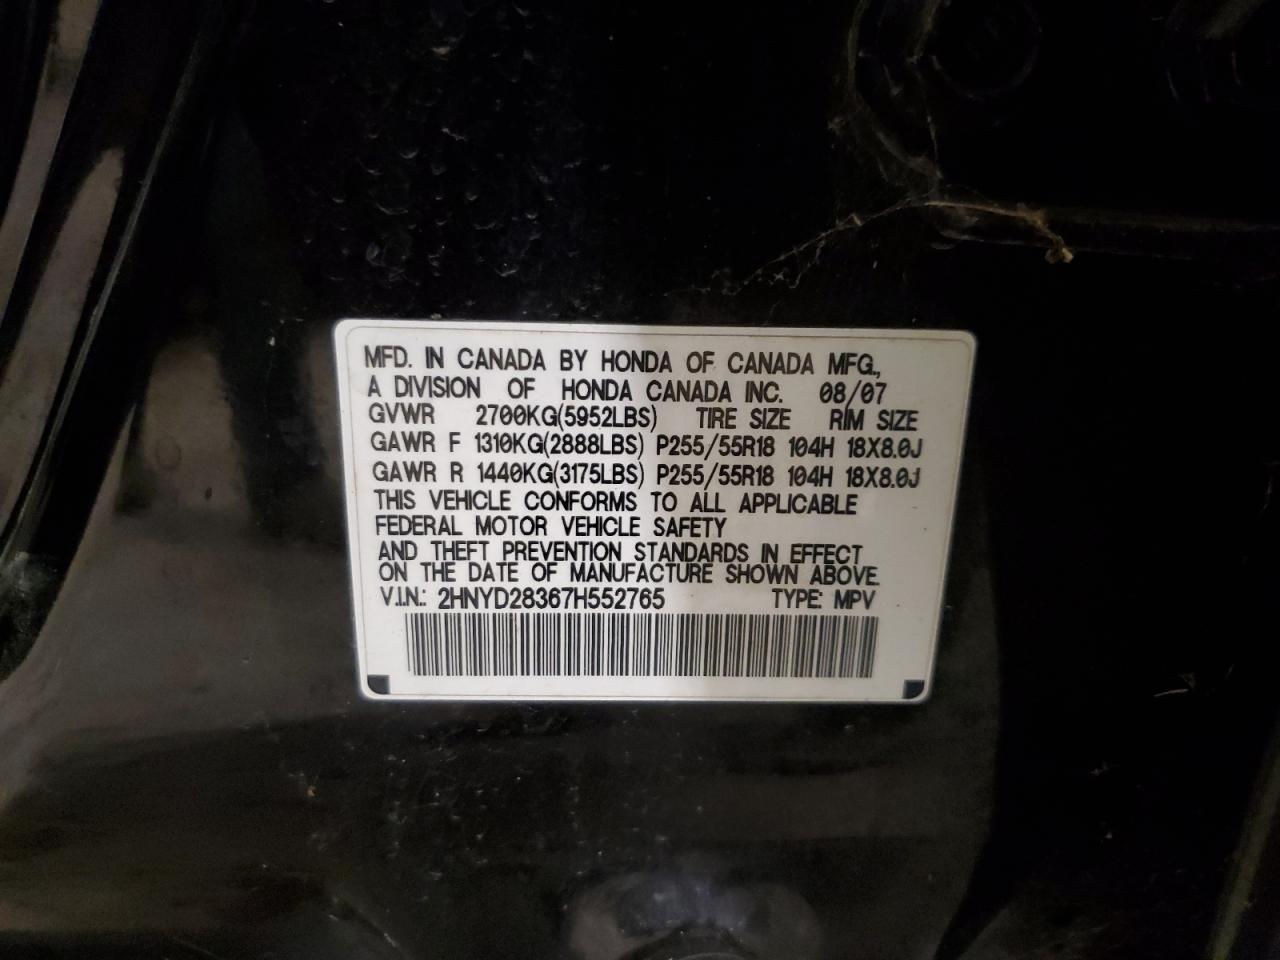 MFD. IN CANADA BY HONDA OF CANADA MFG.,
A DIVISION OF HONDA CANADA INC. 08/07
GVWR 2700KG(5952LBS) TIRE SIZE RIM SIZE
GAWR F 1310KG(2888LBS) P255/55R18 104H 18X8.0J
GAWR R 1440KG(3175LBS) P255/55R18 104H 18X8.0J
THIS VEHICLE CONFORMS TO ALL APPLICABLE
FEDERAL MOTOR VEHICLE SAFETY
AND THEFT PREVENTION STANDARDS IN EFFECT
ON THE DATE OF MANUFACTURE SHOWN ABOVE.
V.I.N.: 2HNYD28367H552765 TYPE: MPV